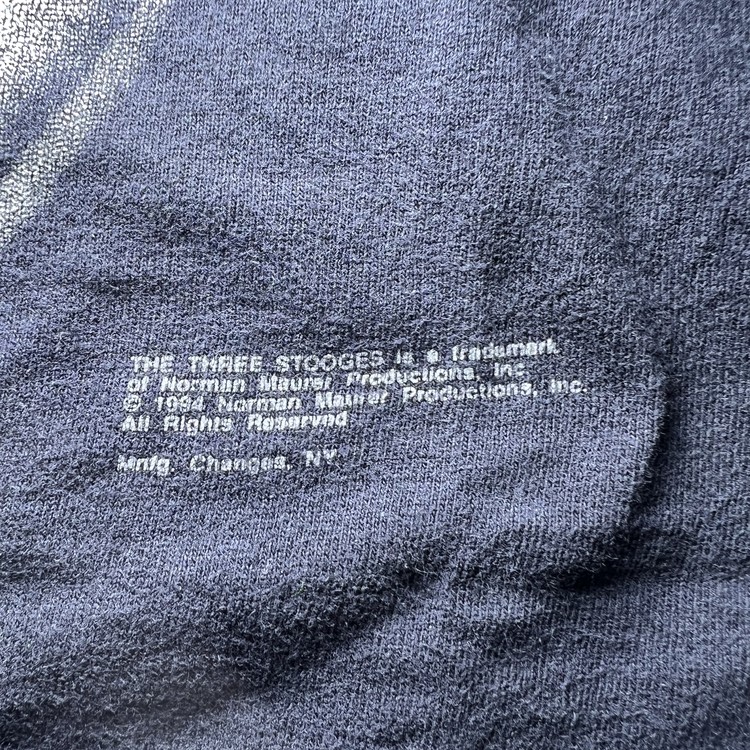 THE THREE STOOGES is a trademark
of Norman Maurer Productions, Inc
© 1994 Norman Maurer Productions, Inc.
All Rights Reserved
Mnfg. Changes, NY